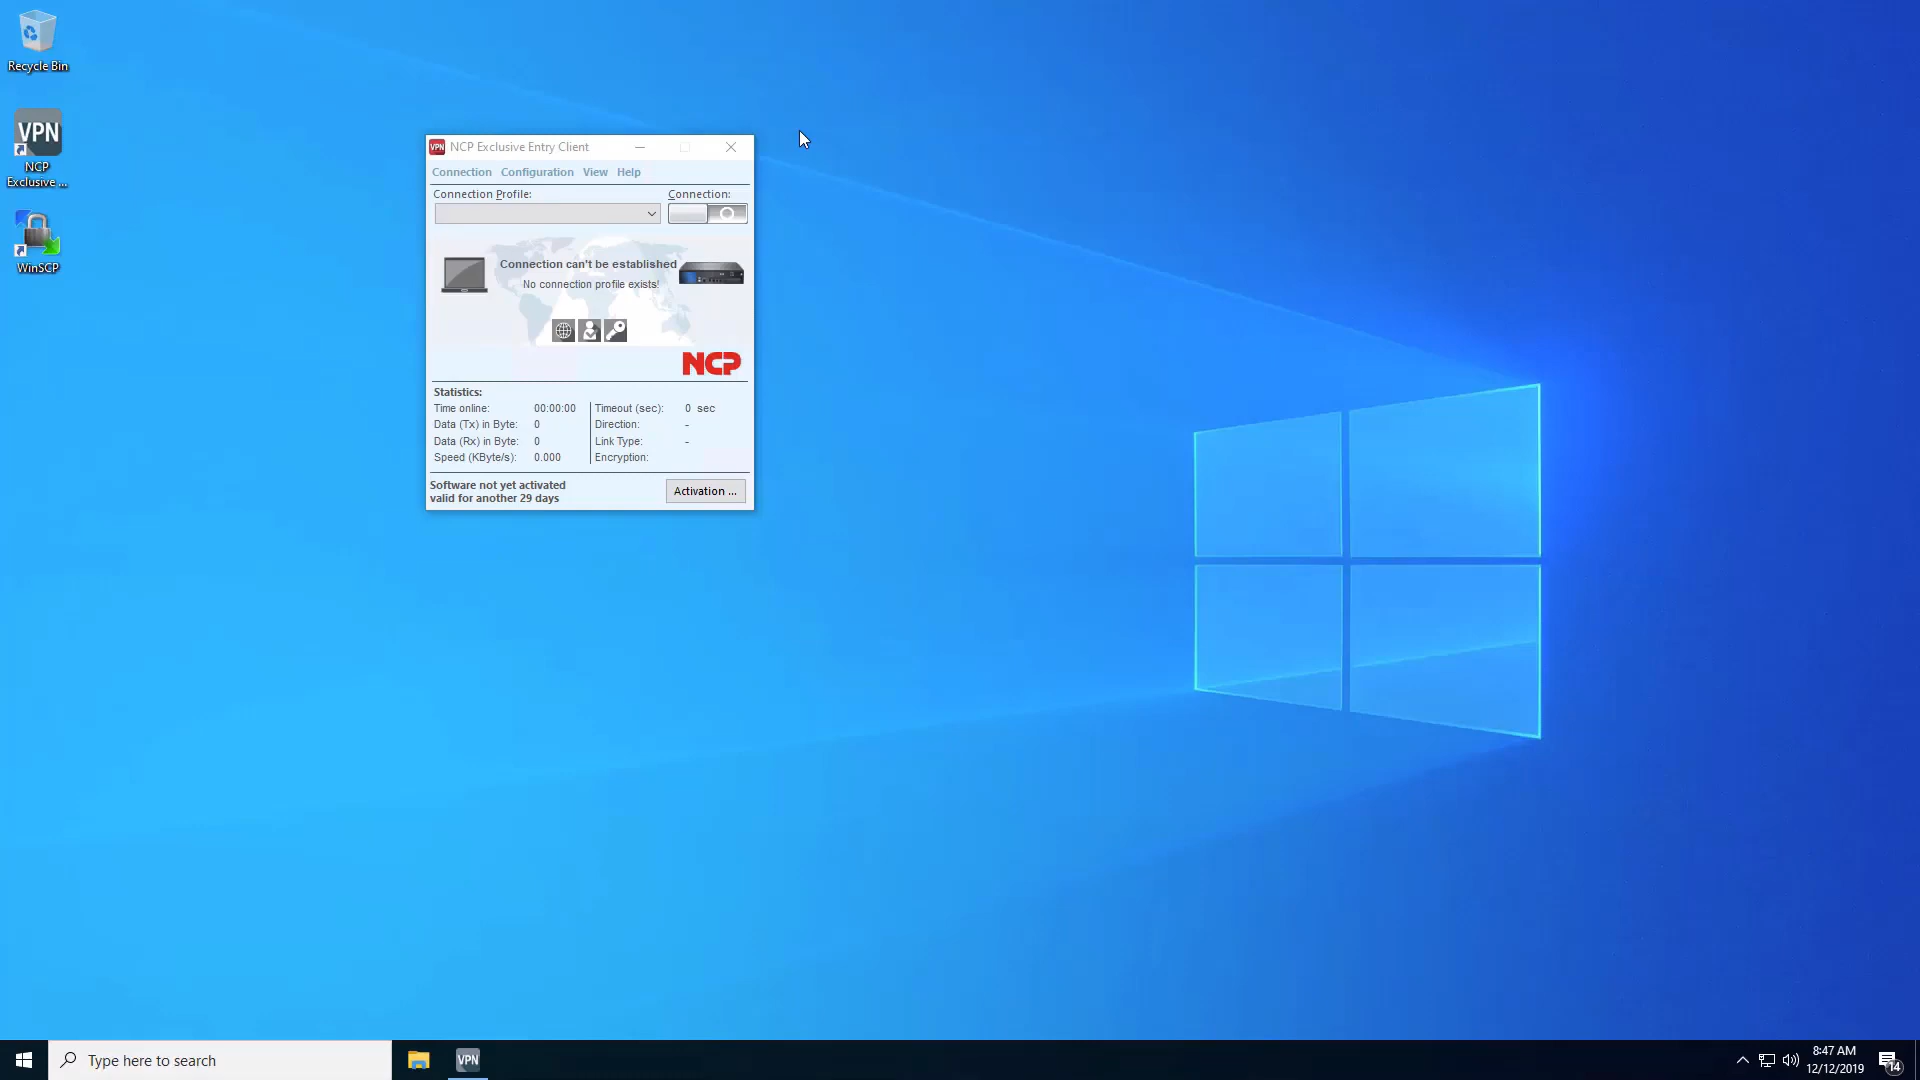 Recycle Bin
VPN
NCP
Exclusive ...
WinSCP
VPN NCP Exclusive Entry Client
Connection Configuration View Help
Connection Profile: Connection:
Connection can't be established
No connection profile exists!
NCP
Statistics:
Time online: 00:00:00 Timeout (sec): 0 sec
Data (Tx) in Byte: 0 Direction: -
Data (Rx) in Byte: 0 Link Type: -
Speed (KByte/s): 0.000 Encryption:
Software not yet activated
valid for another 29 days
Activation ...
Type here to search
VPN
8:47 AM
12/12/2019
14